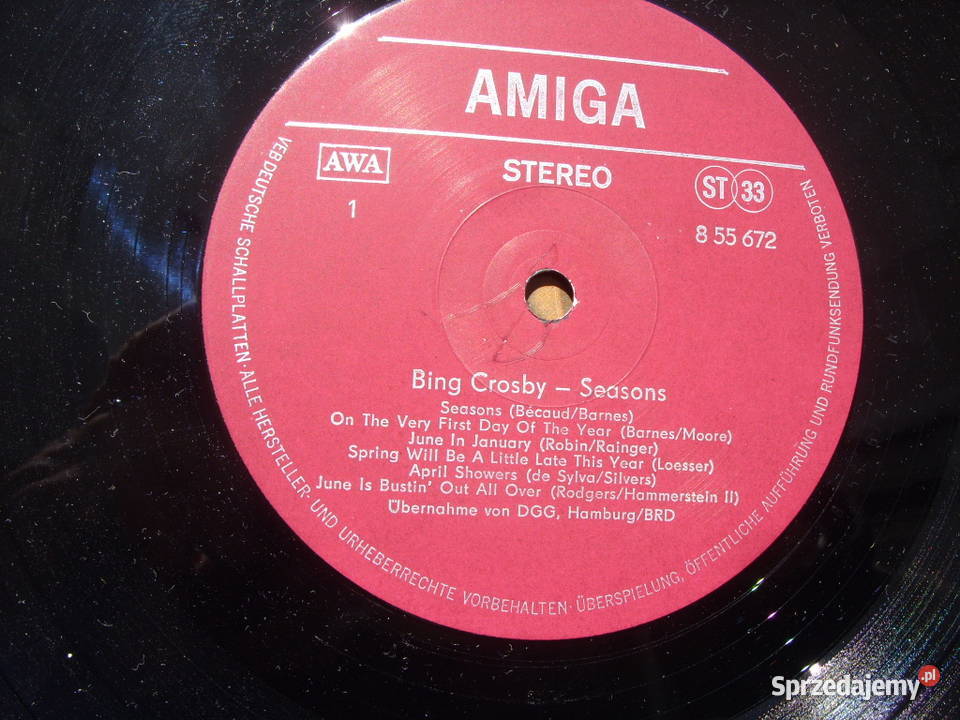 AMIGA
AWA
STEREO
ST 33
1
8 55 672
Bing Crosby – Seasons
Seasons (Bécaud/Barnes)
On The Very First Day Of The Year (Barnes/Moore)
June In January (Robin/Rainger)
Spring Will Be A Little Late This Year (Loesser)
April Showers (de Sylva/Silvers)
June Is Bustin' Out All Over (Rodgers/Hammerstein II)
Übernahme von DGG, Hamburg/BRD
VEB DEUTSCHE SCHALLPLATTEN · ALLE HERSTELLER- UND URHEBERRECHTE VORBEHALTEN · ÜBERSPIELUNG, ÖFFENTLICHE AUFFÜHRUNG UND RUNDFUNKSENDUNG VERBOTEN
Sprzedajemy.pl